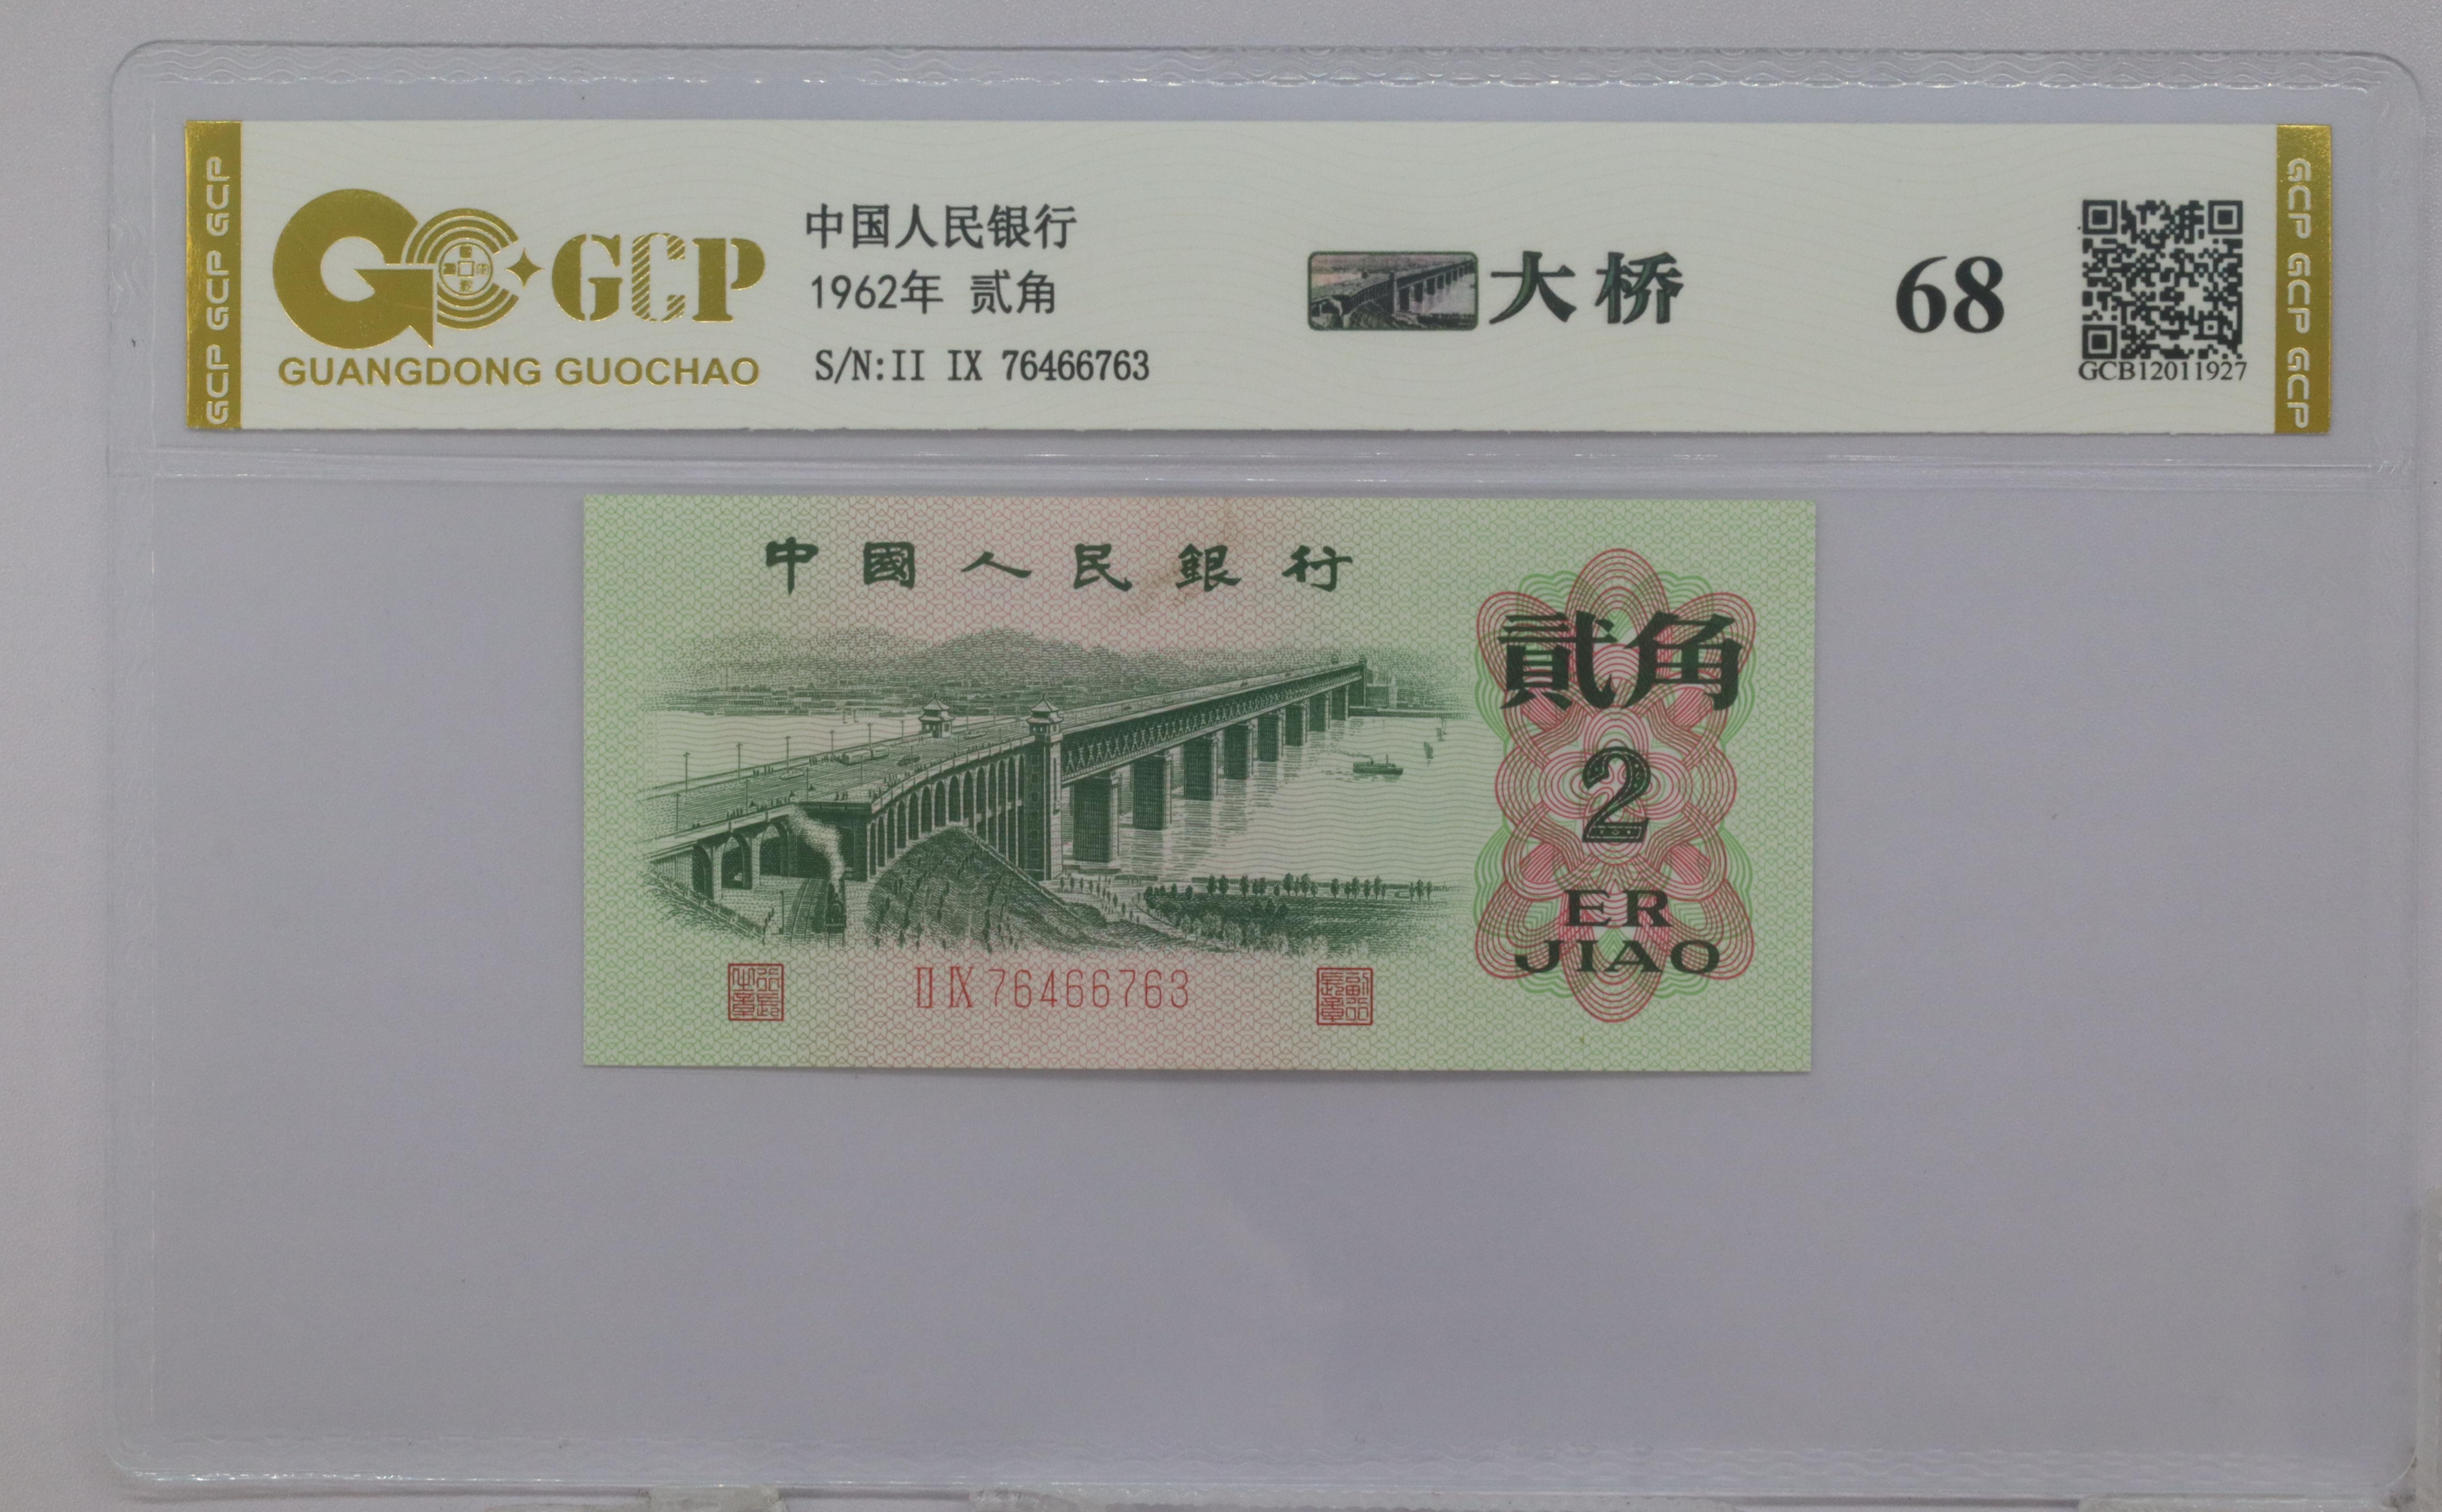 GCP GCP GCP
GCP
GUANGDONG GUOCHAO
中国人民银行
1962年 贰角
S/N:II IX 76466763
大桥
68
GCB12011927
GCP GCP GCP
中國人民銀行
貳角
2
ER
JIAO
II IX 76466763